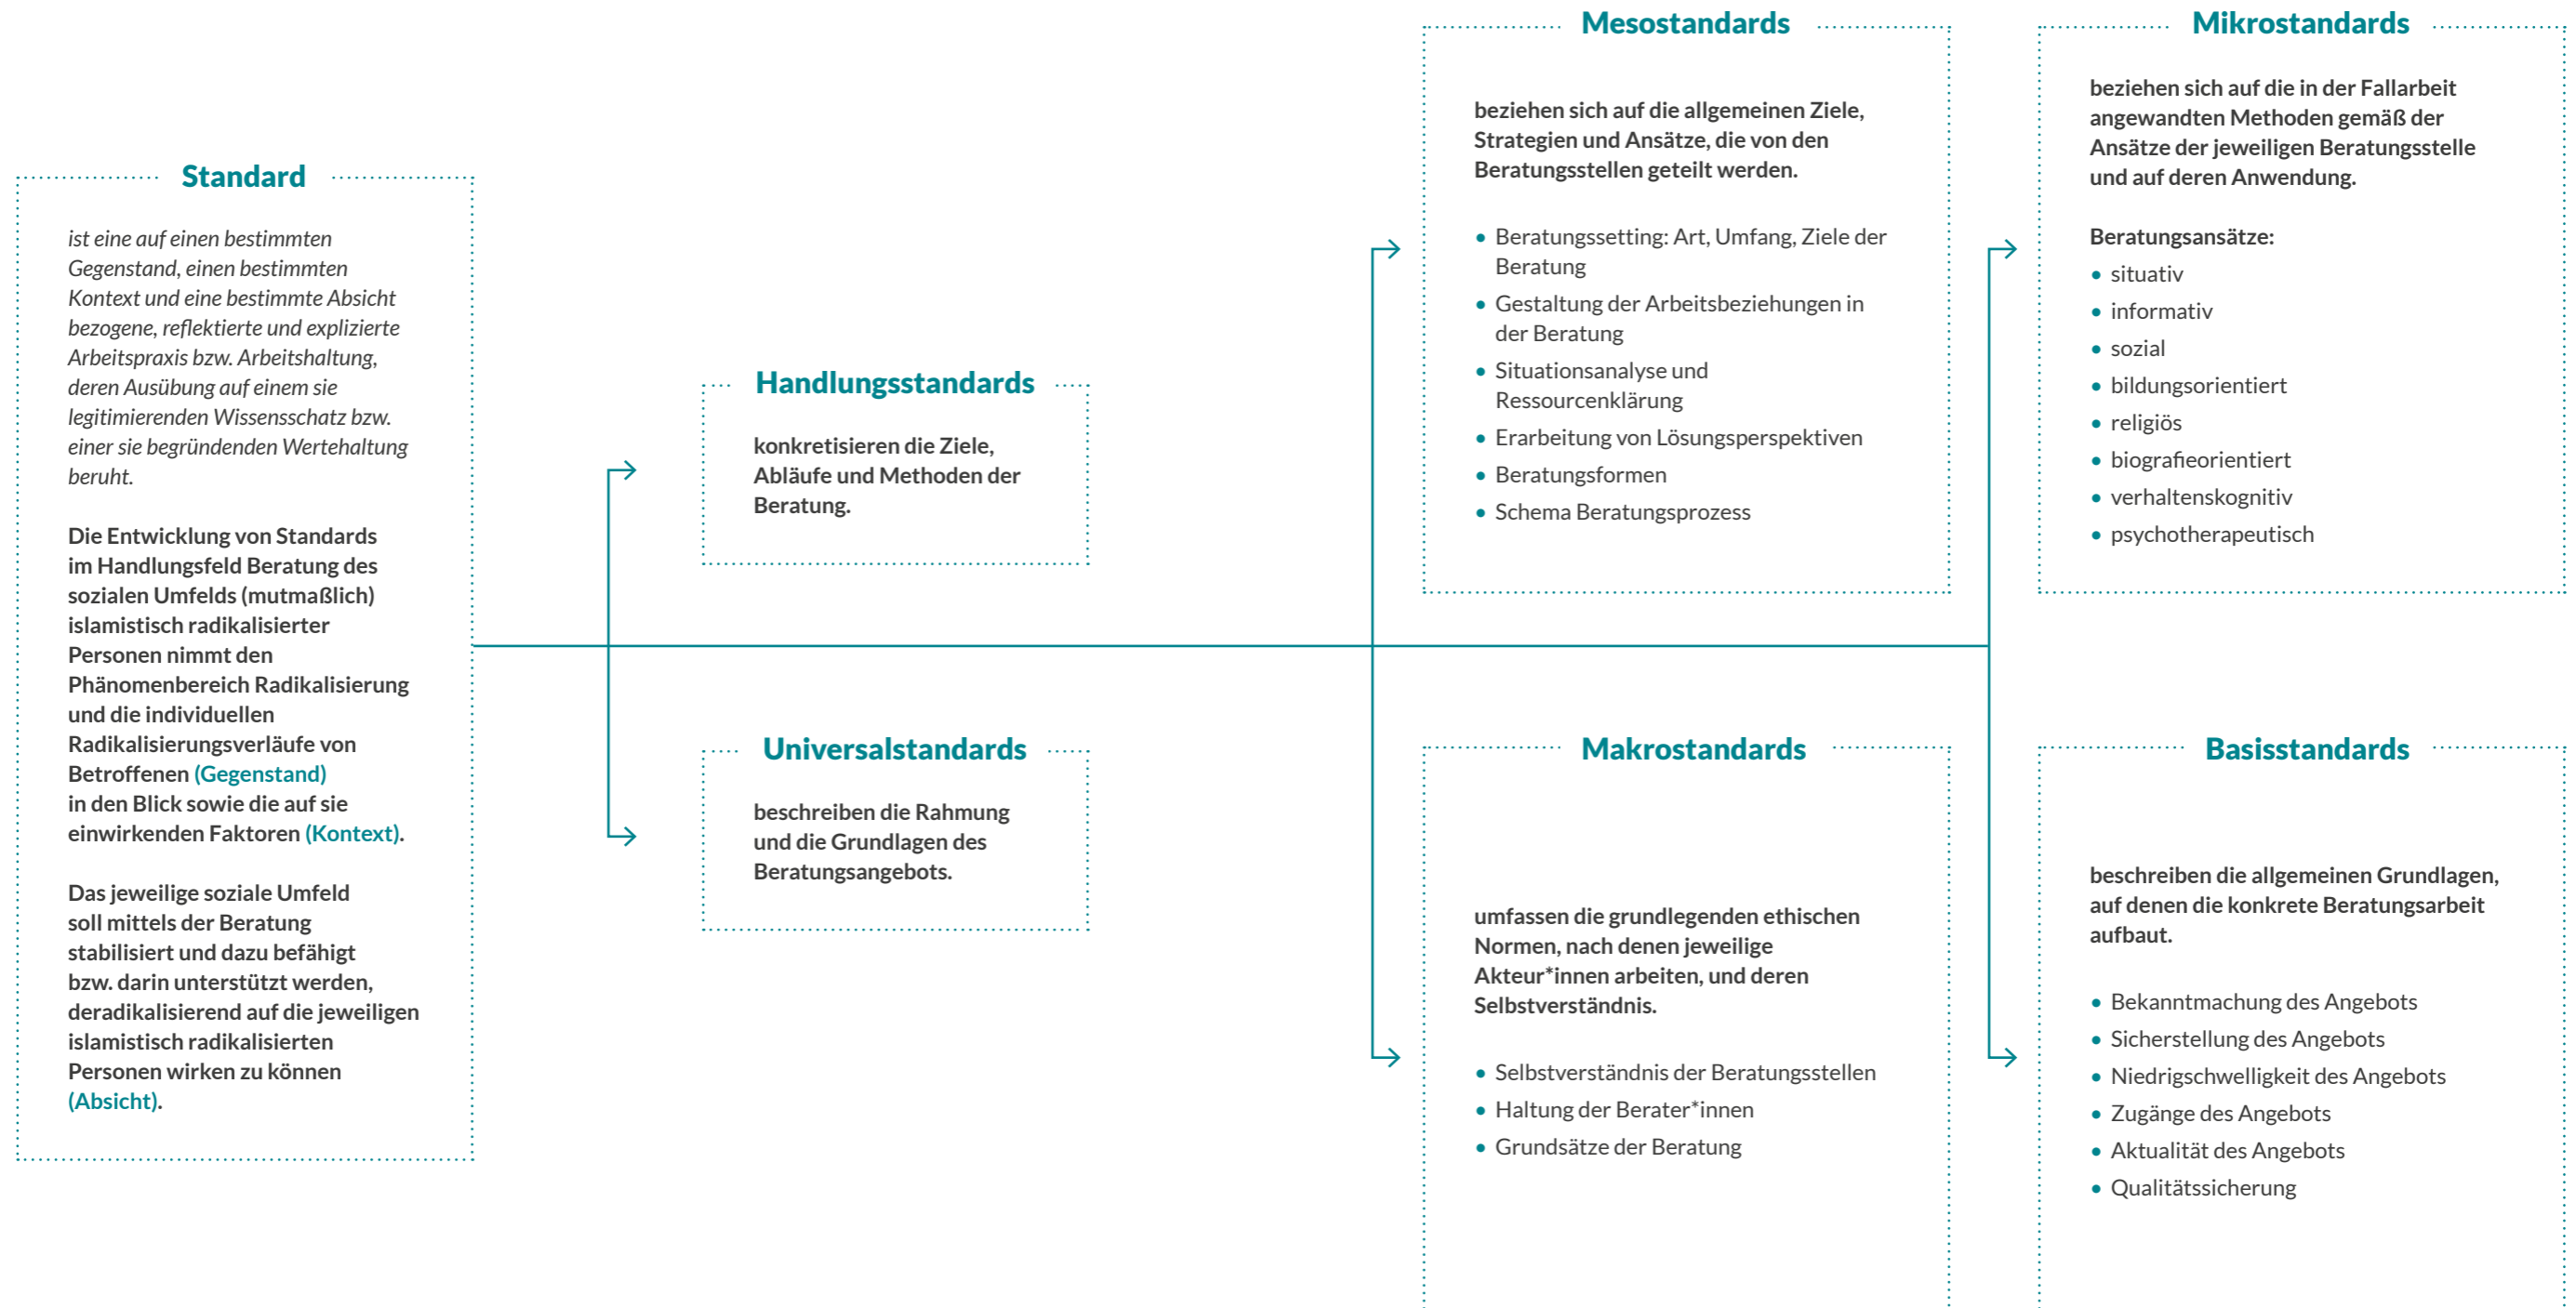 Standard
ist eine auf einen bestimmten
Gegenstand, einen bestimmten
Kontext und eine bestimmte Absicht
bezogene, reflektierte und explizierte
Arbeitspraxis bzw. Arbeitshaltung,
deren Ausübung auf einem sie
legitimierenden Wissensschatz bzw.
einer sie begründenden Wertehaltung
beruht.
Die Entwicklung von Standards
im Handlungsfeld Beratung des
sozialen Umfelds (mutmaßlich)
islamistisch radikalisierter
Personen nimmt den
Phänomenbereich Radikalisierung
und die individuellen
Radikalisierungsverläufe von
Betroffenen (Gegenstand)
in den Blick sowie die auf sie
einwirkenden Faktoren (Kontext).
Das jeweilige soziale Umfeld
soll mittels der Beratung
stabilisiert und dazu befähigt
bzw. darin unterstützt werden,
deradikalisierend auf die jeweiligen
islamistisch radikalisierten
Personen wirken zu können
(Absicht).
Handlungsstandards
konkretisieren die Ziele,
Abläufe und Methoden der
Beratung.
Universalstandards
beschreiben die Rahmung
und die Grundlagen des
Beratungsangebots.
Mesostandards
beziehen sich auf die allgemeinen Ziele,
Strategien und Ansätze, die von den
Beratungsstellen geteilt werden.
• Beratungssetting: Art, Umfang, Ziele der
Beratung
• Gestaltung der Arbeitsbeziehungen in
der Beratung
• Situationsanalyse und
Ressourcenklärung
• Erarbeitung von Lösungsperspektiven
• Beratungsformen
• Schema Beratungsprozess
Mikrostandards
beziehen sich auf die in der Fallarbeit
angewandten Methoden gemäß der
Ansätze der jeweiligen Beratungsstelle
und auf deren Anwendung.
Beratungsansätze:
• situativ
• informativ
• sozial
• bildungsorientiert
• religiös
• biografieorientiert
• verhaltenskognitiv
• psychotherapeutisch
Makrostandards
umfassen die grundlegenden ethischen
Normen, nach denen jeweilige
Akteur*innen arbeiten, und deren
Selbstverständnis.
• Selbstverständnis der Beratungsstellen
• Haltung der Berater*innen
• Grundsätze der Beratung
Basisstandards
beschreiben die allgemeinen Grundlagen,
auf denen die konkrete Beratungsarbeit
aufbaut.
• Bekanntmachung des Angebots
• Sicherstellung des Angebots
• Niedrigschwelligkeit des Angebots
• Zugänge des Angebots
• Aktualität des Angebots
• Qualitätssicherung